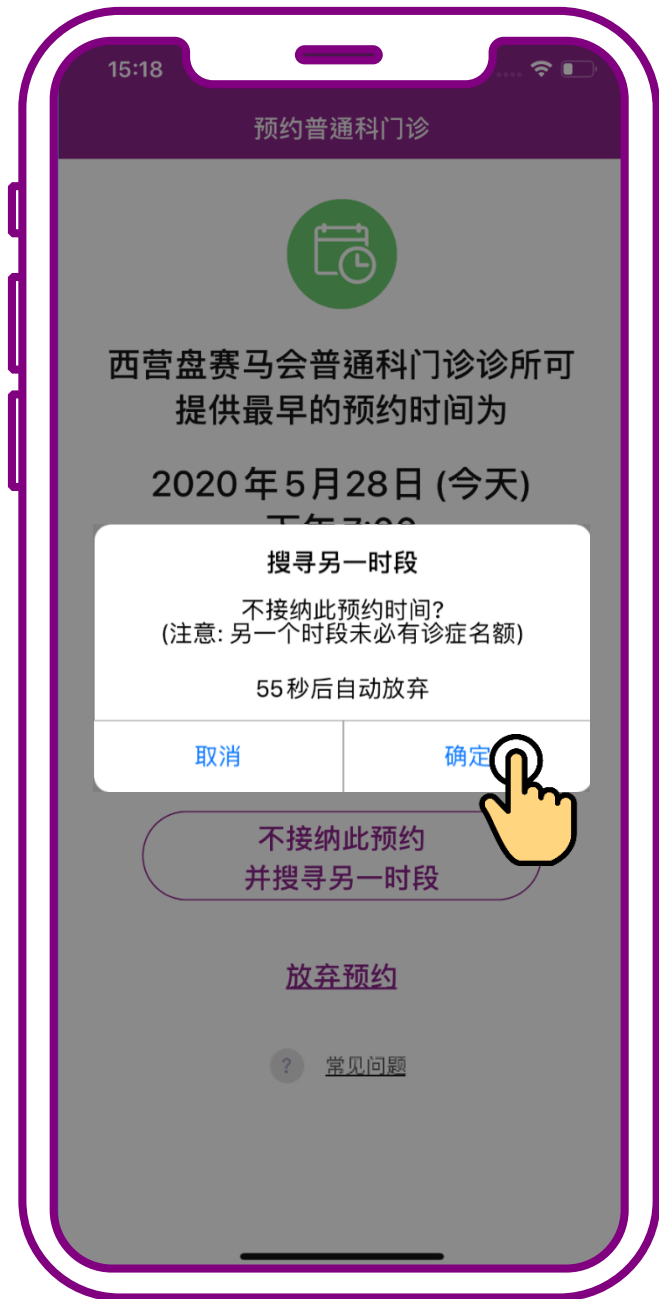 15:18
预约普通科门诊
西营盘赛马会普通科门诊诊所可
提供最早的预约时间为
2020年5月28日 (今天)
搜寻另一时段
不接纳此预约时间?
(注意: 另一个时段未必有诊症名额)
55秒后自动放弃
取消
确定
不接纳此预约
并搜寻另一时段
放弃预约
? 常见问题